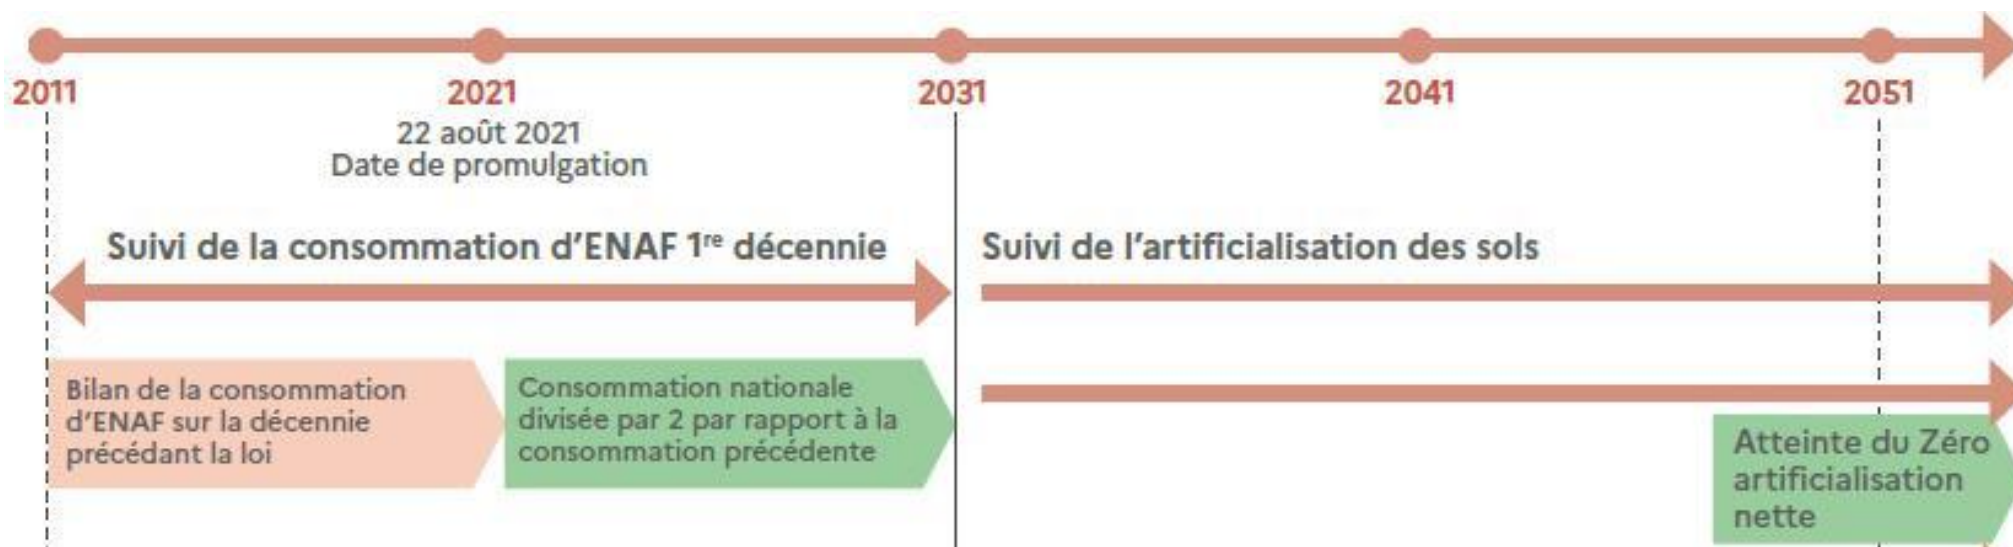 2011
2021
2031
2041
2051
22 août 2021
Date de promulgation
Suivi de la consommation d'ENAF 1re décennie
Suivi de l'artificialisation des sols
Bilan de la consommation
d'ENAF sur la décennie
précédant la loi
Consommation nationale
divisée par 2 par rapport à la
consommation précédente
Atteinte du Zéro
artificialisation
nette